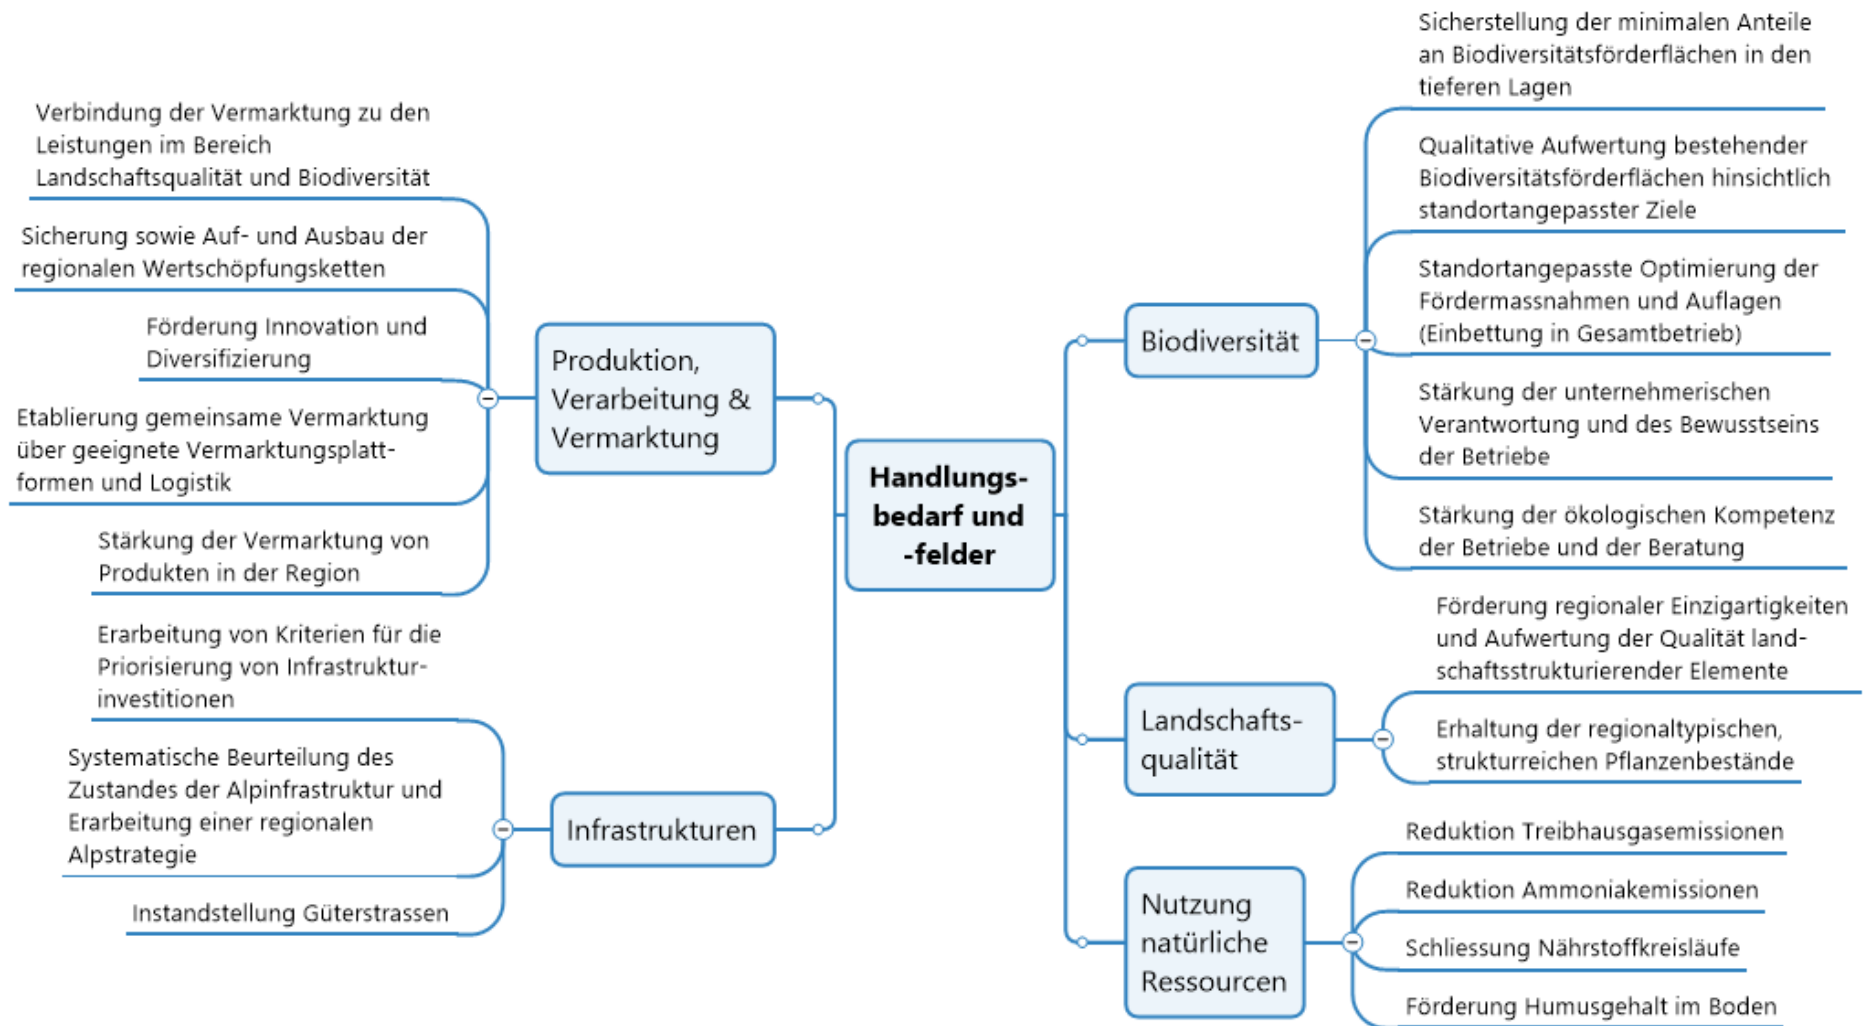 Verbindung der Vermarktung zu den
Leistungen im Bereich
Landschaftsqualität und Biodiversität
Sicherung sowie Auf- und Ausbau der
regionalen Wertschöpfungsketten
Förderung Innovation und
Diversifizierung
Etablierung gemeinsame Vermarktung
über geeignete Vermarktungsplatt-
formen und Logistik
Stärkung der Vermarktung von
Produkten in der Region
Produktion,
Verarbeitung &
Vermarktung
Erarbeitung von Kriterien für die
Priorisierung von Infrastruktur-
investitionen
Systematische Beurteilung des
Zustandes der Alpinfrastruktur und
Erarbeitung einer regionalen
Alpstrategie
Instandstellung Güterstrassen
Infrastrukturen
Handlungs-
bedarf und
-felder
Biodiversität
Sicherstellung der minimalen Anteile
an Biodiversitätsförderflächen in den
tieferen Lagen
Qualitative Aufwertung bestehender
Biodiversitätsförderflächen hinsichtlich
standortangepasster Ziele
Standortangepasste Optimierung der
Fördermassnahmen und Auflagen
(Einbettung in Gesamtbetrieb)
Stärkung der unternehmerischen
Verantwortung und des Bewusstseins
der Betriebe
Stärkung der ökologischen Kompetenz
der Betriebe und der Beratung
Landschafts-
qualität
Förderung regionaler Einzigartigkeiten
und Aufwertung der Qualität land-
schaftsstrukturierender Elemente
Erhaltung der regionaltypischen,
strukturreichen Pflanzenbestände
Nutzung
natürliche
Ressourcen
Reduktion Treibhausgasemissionen
Reduktion Ammoniakemissionen
Schliessung Nährstoffkreisläufe
Förderung Humusgehalt im Boden